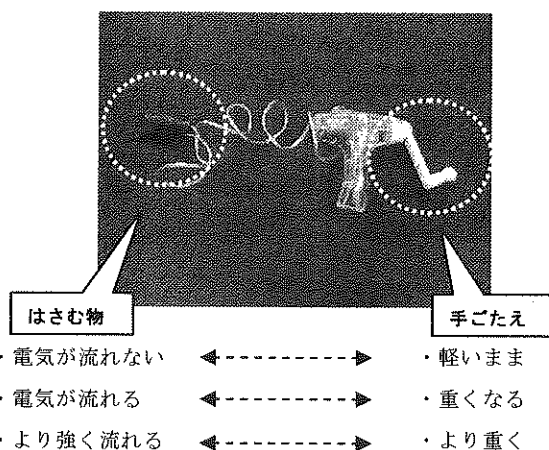 はさむ物
手ごたえ
・電気が流れない
・軽いまま
・電気が流れる
・重くなる
・より強く流れる
・より重く